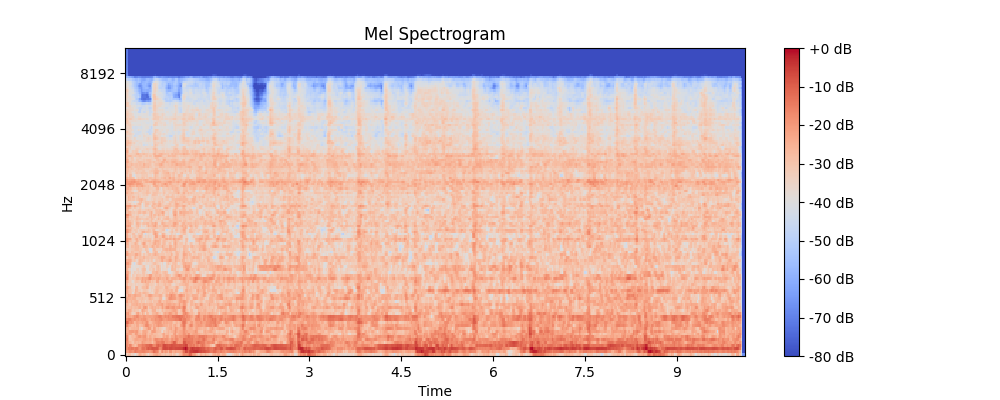 Mel Spectrogram
Hz
8192
4096
2048
1024
512
0
0 1.5 3 4.5 6 7.5 9
Time
+0 dB
-10 dB
-20 dB
-30 dB
-40 dB
-50 dB
-60 dB
-70 dB
-80 dB